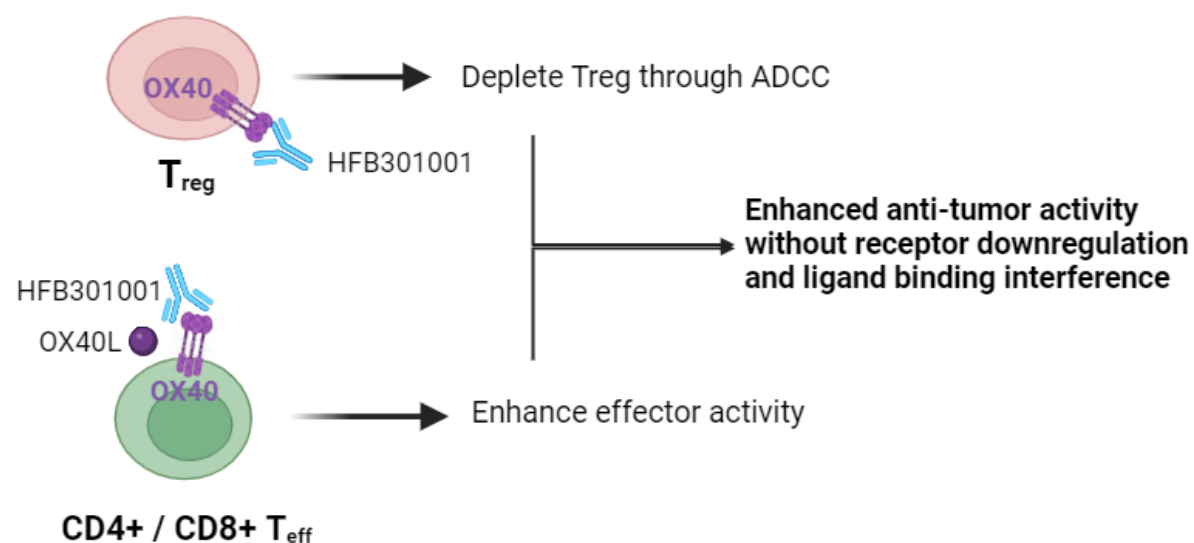 OX40
Deplete Treg through ADCC
HFB301001
Treg
Enhanced anti-tumor activity
without receptor downregulation
and ligand binding interference
HFB301001
OX40L
OX40
Enhance effector activity
CD4+ / CD8+ Teff